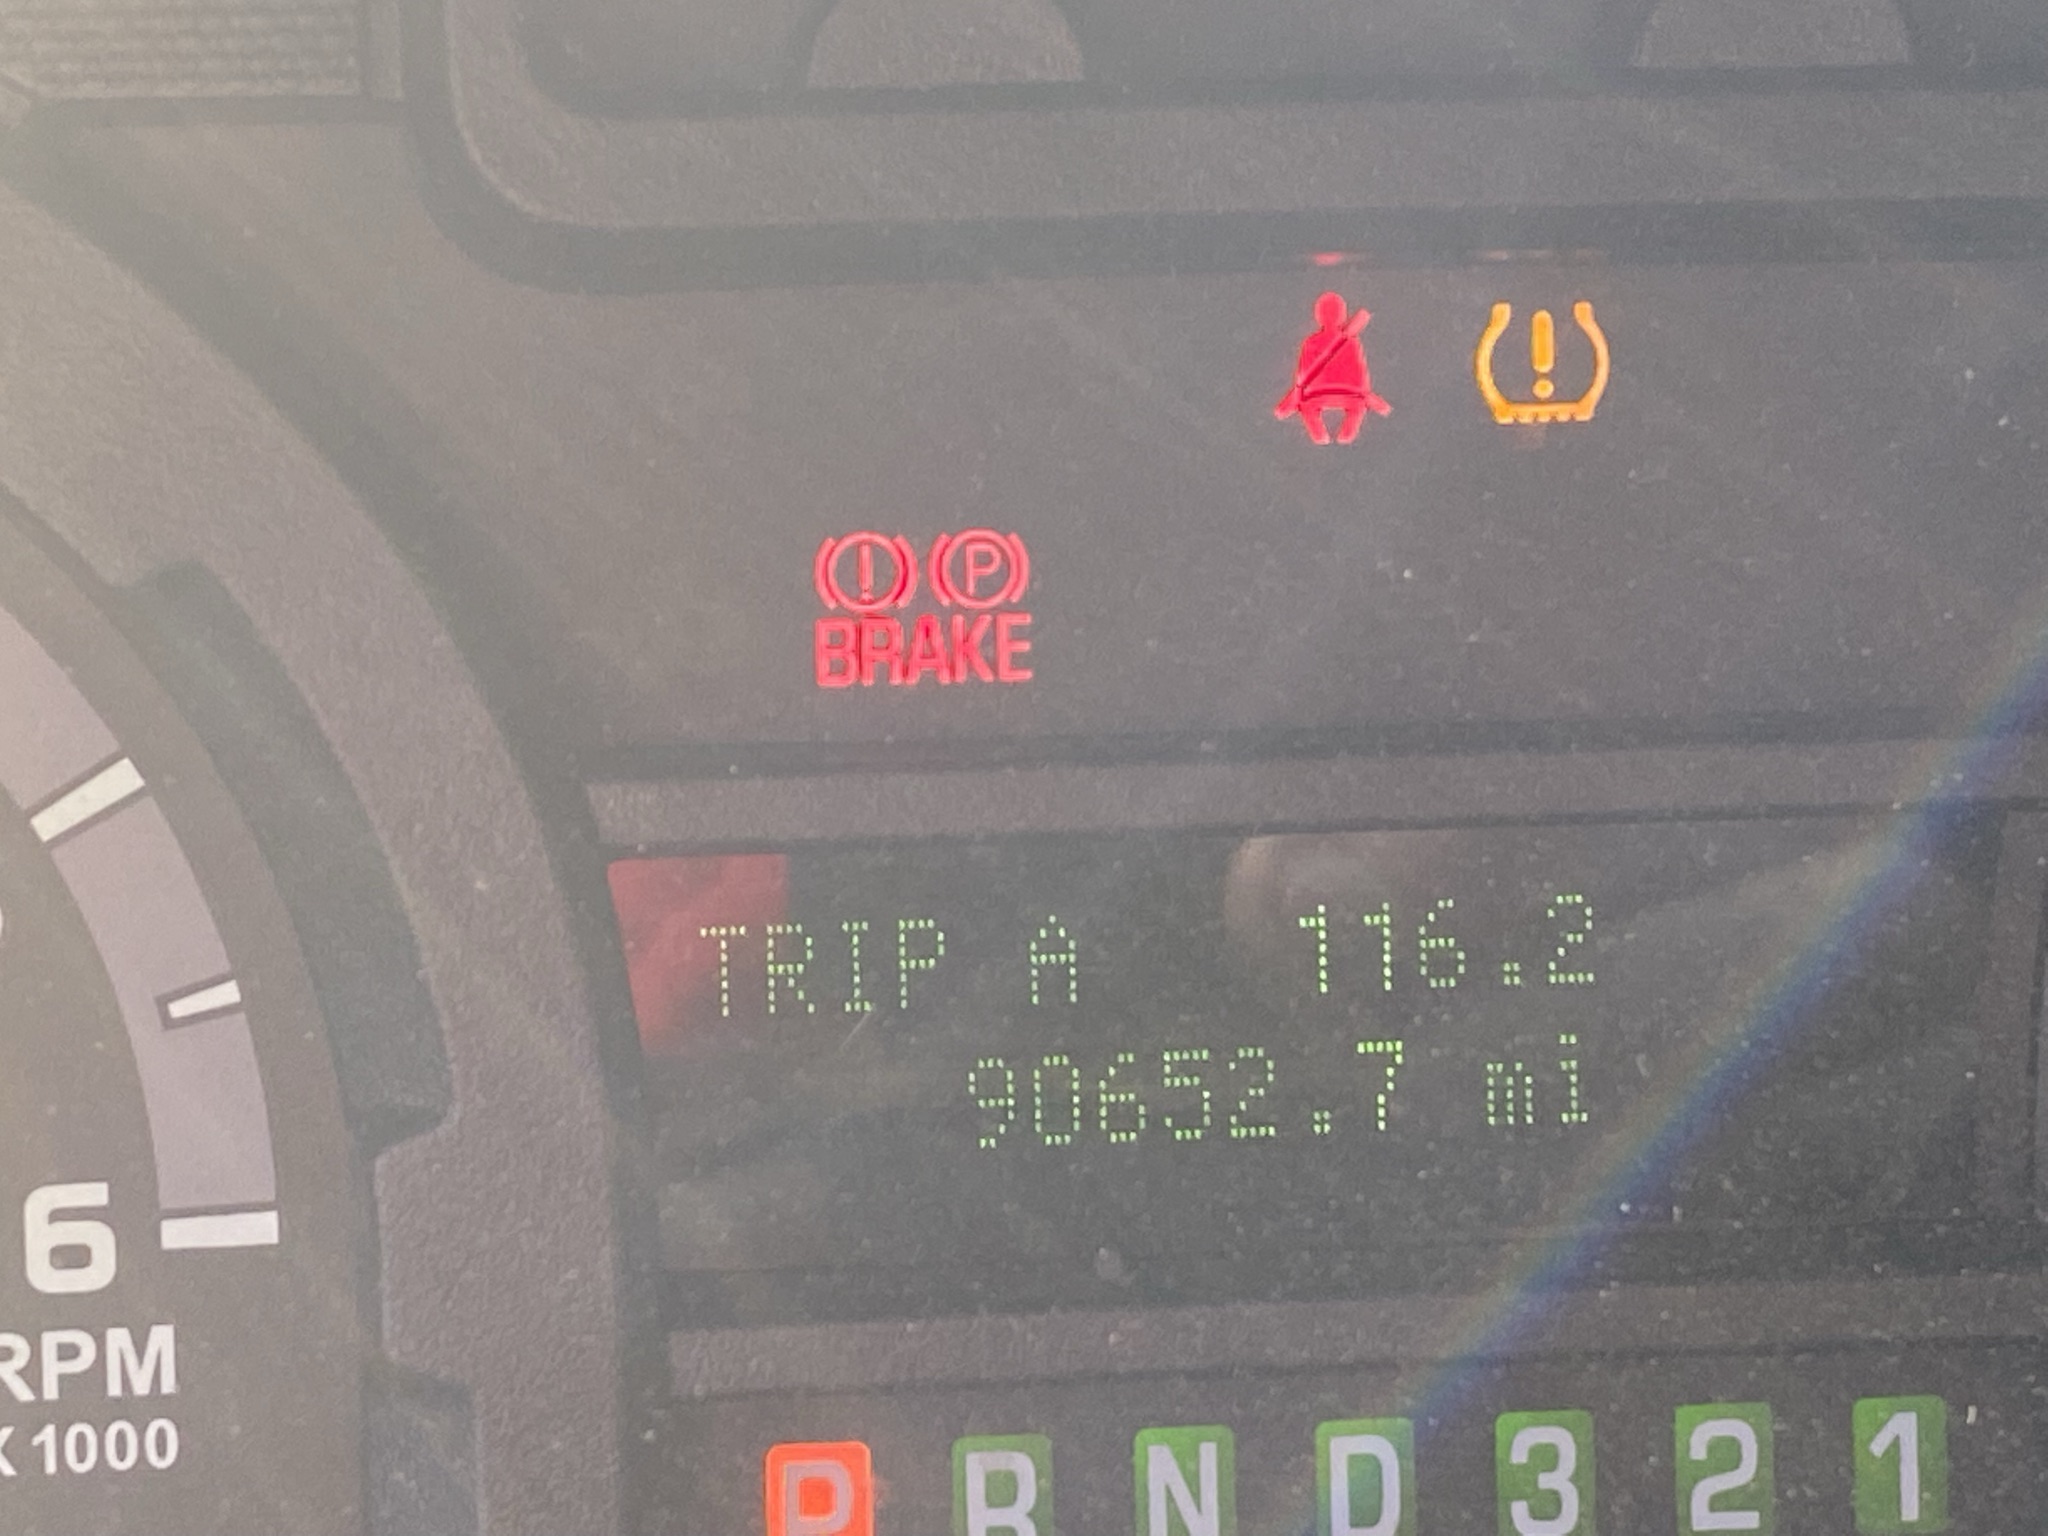 P
BRAKE
TRIP A 116.2
90652.7 mi
6
RPM
X 1000
P R N D 3 2 1